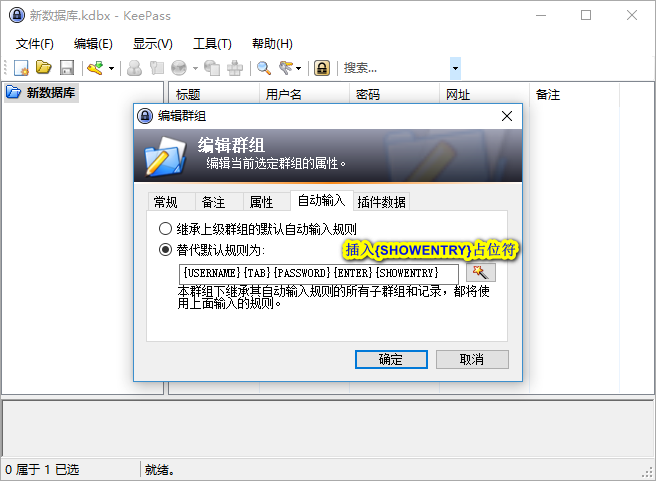 新数据库.kdbx - KeePass
文件(F) 编辑(E) 显示(V) 工具(T) 帮助(H)
搜索...
新数据库
标题 用户名 密码 网址 备注
编辑群组
编辑群组
编辑当前选定群组的属性。
常规 备注 属性 自动输入 插件数据
继承上级群组的默认自动输入规则
替代默认规则为:
插入{SHOWENTRY}占位符
{USERNAME}{TAB}{PASSWORD}{ENTER}{SHOWENTRY}
本群组下继承其自动输入规则的所有子群组和记录，都将使
用上面输入的规则。
确定 取消
0 属于 1 已选 就绪。